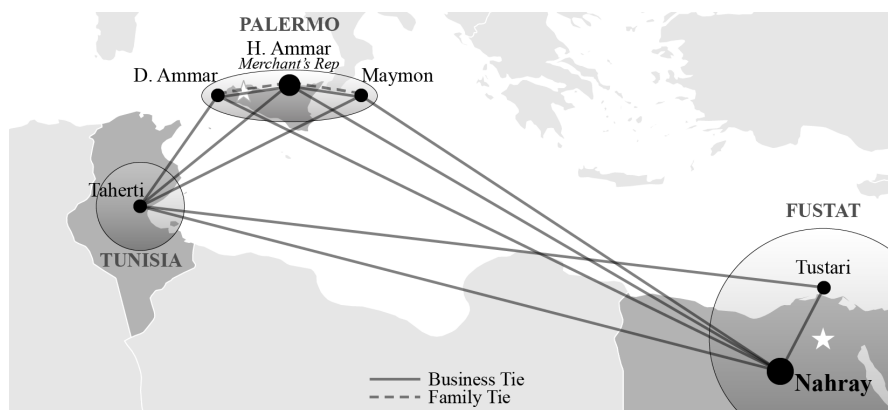 PALERMO
H. Ammar
Merchant's Rep
D. Ammar
Maymon
Taherti
TUNISIA
FUSTAT
Tustari
Nahray
Business Tie
Family Tie